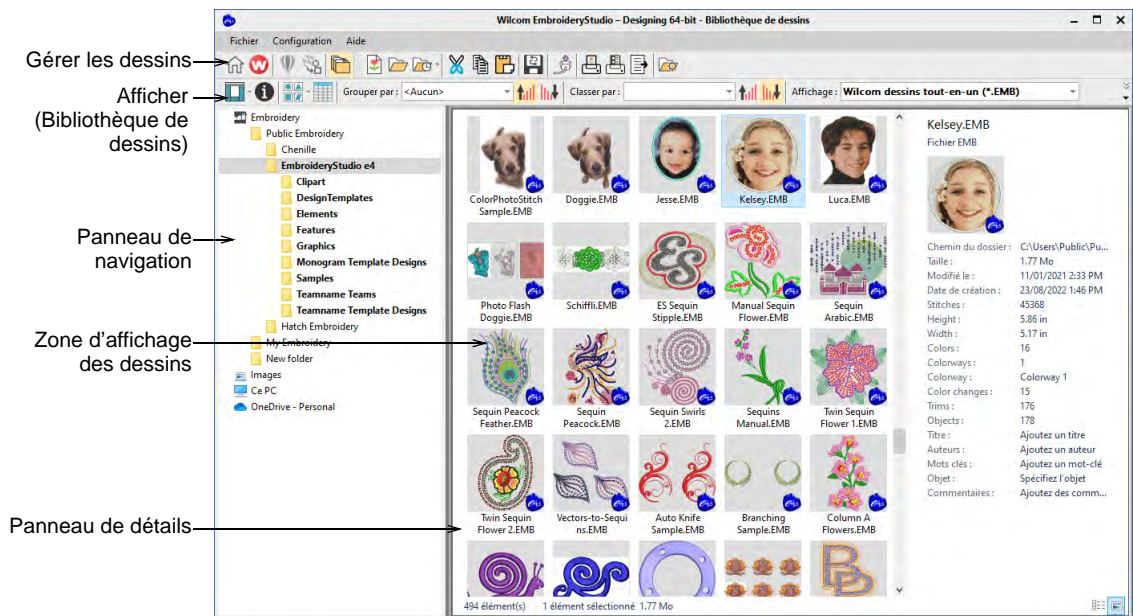 Wilcom EmbroideryStudio – Designing 64-bit - Bibliothèque de dessins
Fichier Configuration Aide
Gérer les dessins
Afficher
(Bibliothèque de
dessins)
Grouper par : <Aucun>
Classer par :
Affichage : Wilcom dessins tout-en-un (*.EMB)
Embroidery
Public Embroidery
Chenille
EmbroideryStudio e4
Clipart
DesignTemplates
Elements
Features
Graphics
Monogram Template Designs
Samples
Teamname Teams
Teamname Template Designs
Hatch Embroidery
My Embroidery
New folder
Images
Ce PC
OneDrive - Personal
Panneau de
navigation
Zone d'affichage
des dessins
Panneau de détails
ColorPhotoStitch
Sample.EMB
Doggie.EMB
Jesse.EMB
Kelsey.EMB
Luca.EMB
Photo Flash
Doggie.EMB
Schiffli.EMB
ES Sequin
Stipple.EMB
Manual Sequin
Flower.EMB
Sequin
Arabic.EMB
Sequin Peacock
Feather.EMB
Sequin
Peacock.EMB
Sequin Swirls
2.EMB
Sequins
Manual.EMB
Twin Sequin
Flower 1.EMB
Twin Sequin
Flower 2.EMB
Vectors-to-Sequi
ns.EMB
Auto Knife
Sample.EMB
Branching
Sample.EMB
Column A
Flowers.EMB
Kelsey.EMB
Fichier EMB
Chemin du dossier : C:\Users\Public\Pu...
Taille : 1.77 Mo
Modifié le : 11/01/2021 2:33 PM
Date de création : 23/08/2022 1:46 PM
Stitches : 45368
Height : 5.86 in
Width : 5.17 in
Colors : 16
Colorways : 1
Colorway : Colorway 1
Color changes : 15
Trims : 176
Objects : 178
Titre : Ajoutez un titre
Auteurs : Ajoutez un auteur
Mots clés : Ajoutez un mot-clé
Objet : Spécifiez l'objet
Commentaires : Ajoutez des comm...
494 élément(s) 1 élément sélectionné 1.77 Mo